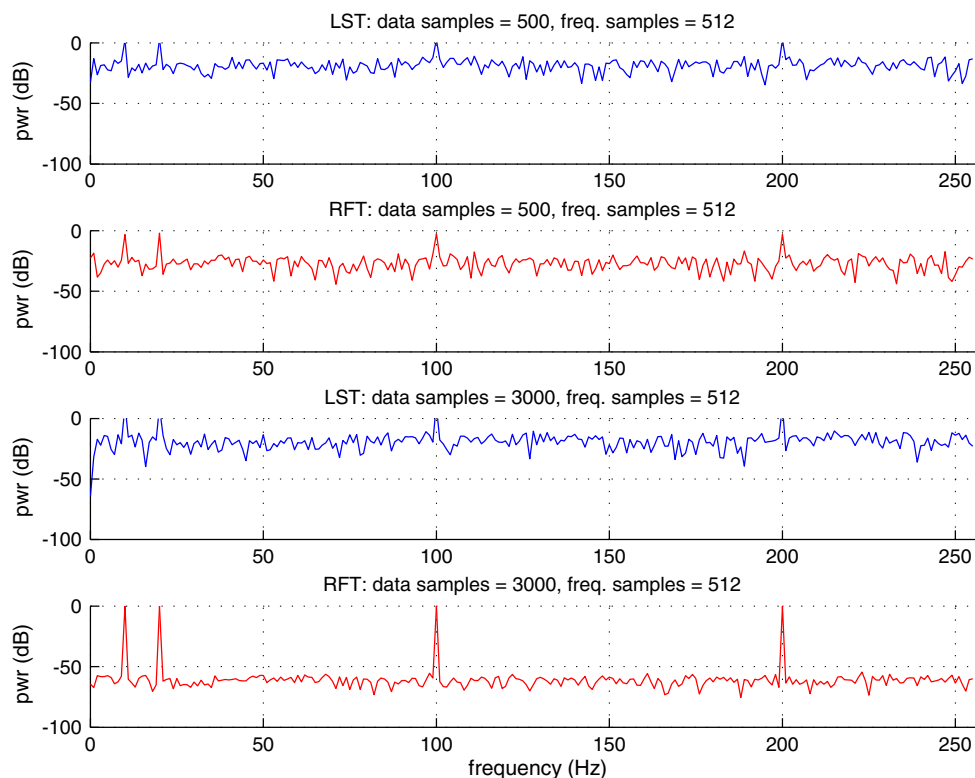 LST: data samples = 500, freq. samples = 512
0
-50
-100
pwr (dB)
0 50 100 150 200 250
RFT: data samples = 500, freq. samples = 512
0
-50
-100
pwr (dB)
0 50 100 150 200 250
LST: data samples = 3000, freq. samples = 512
0
-50
-100
pwr (dB)
0 50 100 150 200 250
RFT: data samples = 3000, freq. samples = 512
0
-50
-100
pwr (dB)
0 50 100 150 200 250
frequency (Hz)